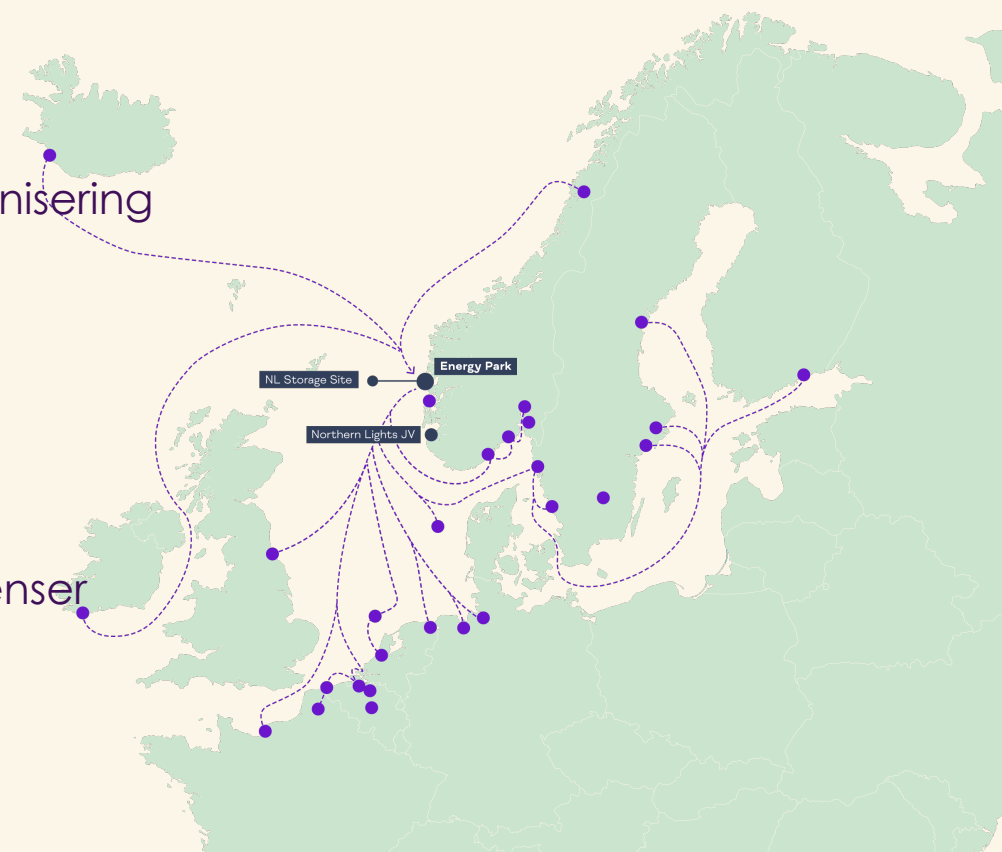 nisering
Energy Park
NL Storage Site
Northern Lights JV
enser